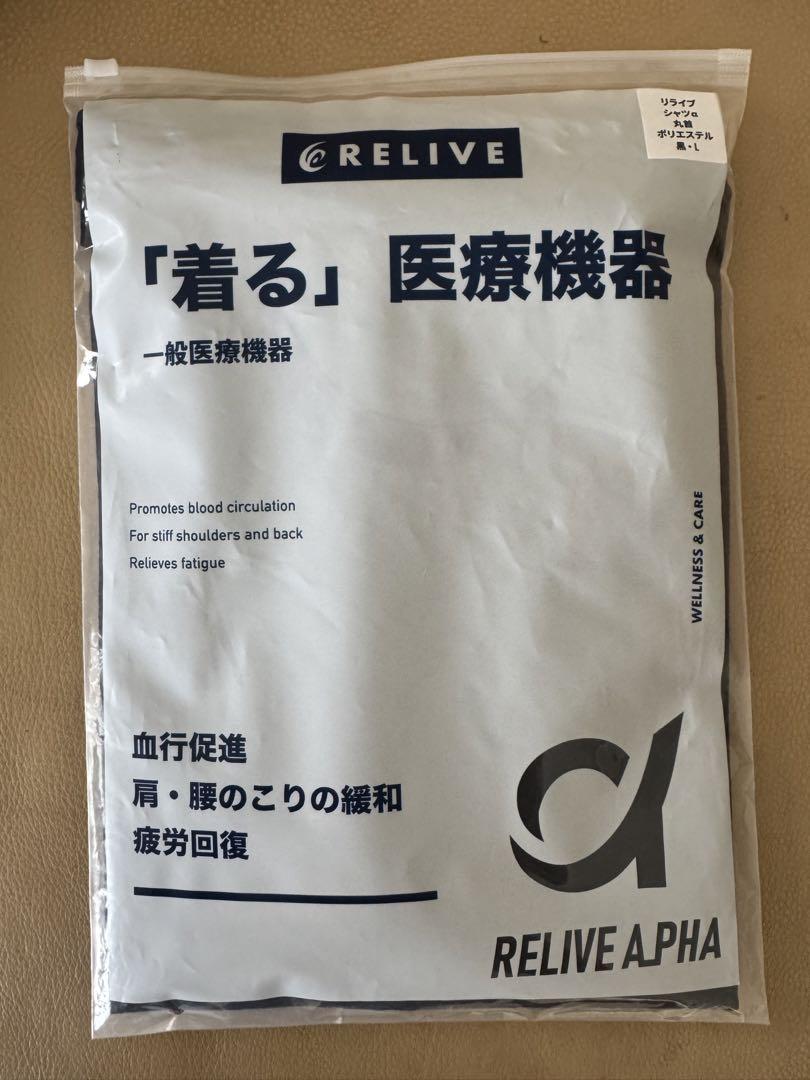 リライブ
シャツα
丸首
ポリエステル
黒・L
RELIVE
「着る」医療機器
一般医療機器
Promotes blood circulation
For stiff shoulders and back
Relieves fatigue
WELLNESS & CARE
血行促進
肩・腰のこりの緩和
疲労回復
α
RELIVE ALPHA